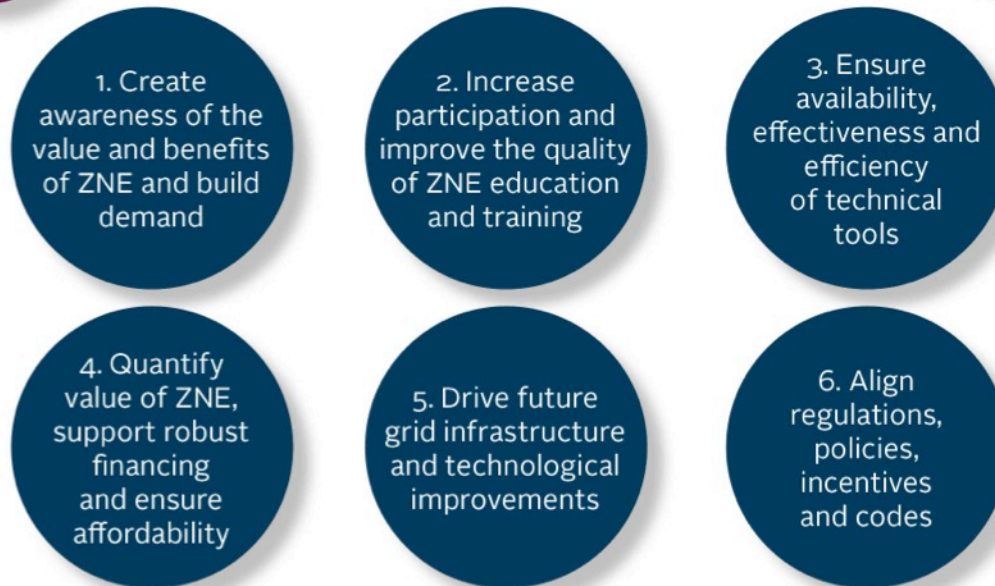 1. Create
awareness of the
value and benefits
of ZNE and build
demand
2. Increase
participation and
improve the quality
of ZNE education
and training
3. Ensure
availability,
effectiveness and
efficiency
of technical
tools
4. Quantify
value of ZNE,
support robust
financing
and ensure
affordability
5. Drive future
grid infrastructure
and technological
improvements
6. Align
regulations,
policies,
incentives
and codes